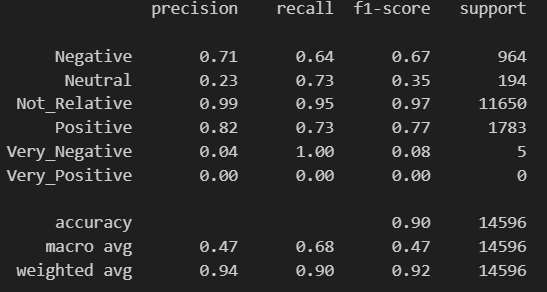 precision recall f1-score support
Negative 0.71 0.64 0.67 964
Neutral 0.23 0.73 0.35 194
Not_Relative 0.99 0.95 0.97 11650
Positive 0.82 0.73 0.77 1783
Very_Negative 0.04 1.00 0.08 5
Very_Positive 0.00 0.00 0.00 0
accuracy 0.90 14596
macro avg 0.47 0.68 0.47 14596
weighted avg 0.94 0.90 0.92 14596